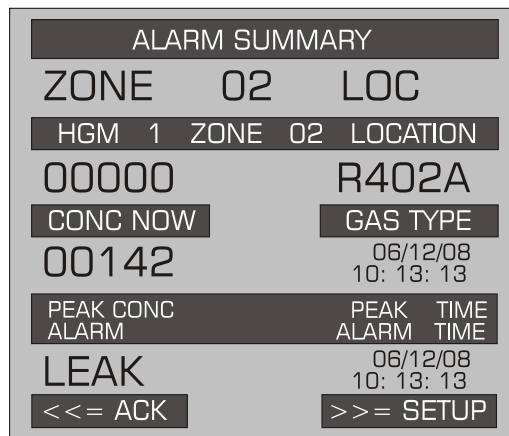 ALARM SUMMARY
ZONE 02 LOC
HGM 1 ZONE 02 LOCATION
00000 R402A
CONC NOW GAS TYPE
00142 06/12/08
10: 13: 13
PEAK CONC PEAK TIME
ALARM ALARM TIME
LEAK 06/12/08
10: 13: 13
<<= ACK >>= SETUP